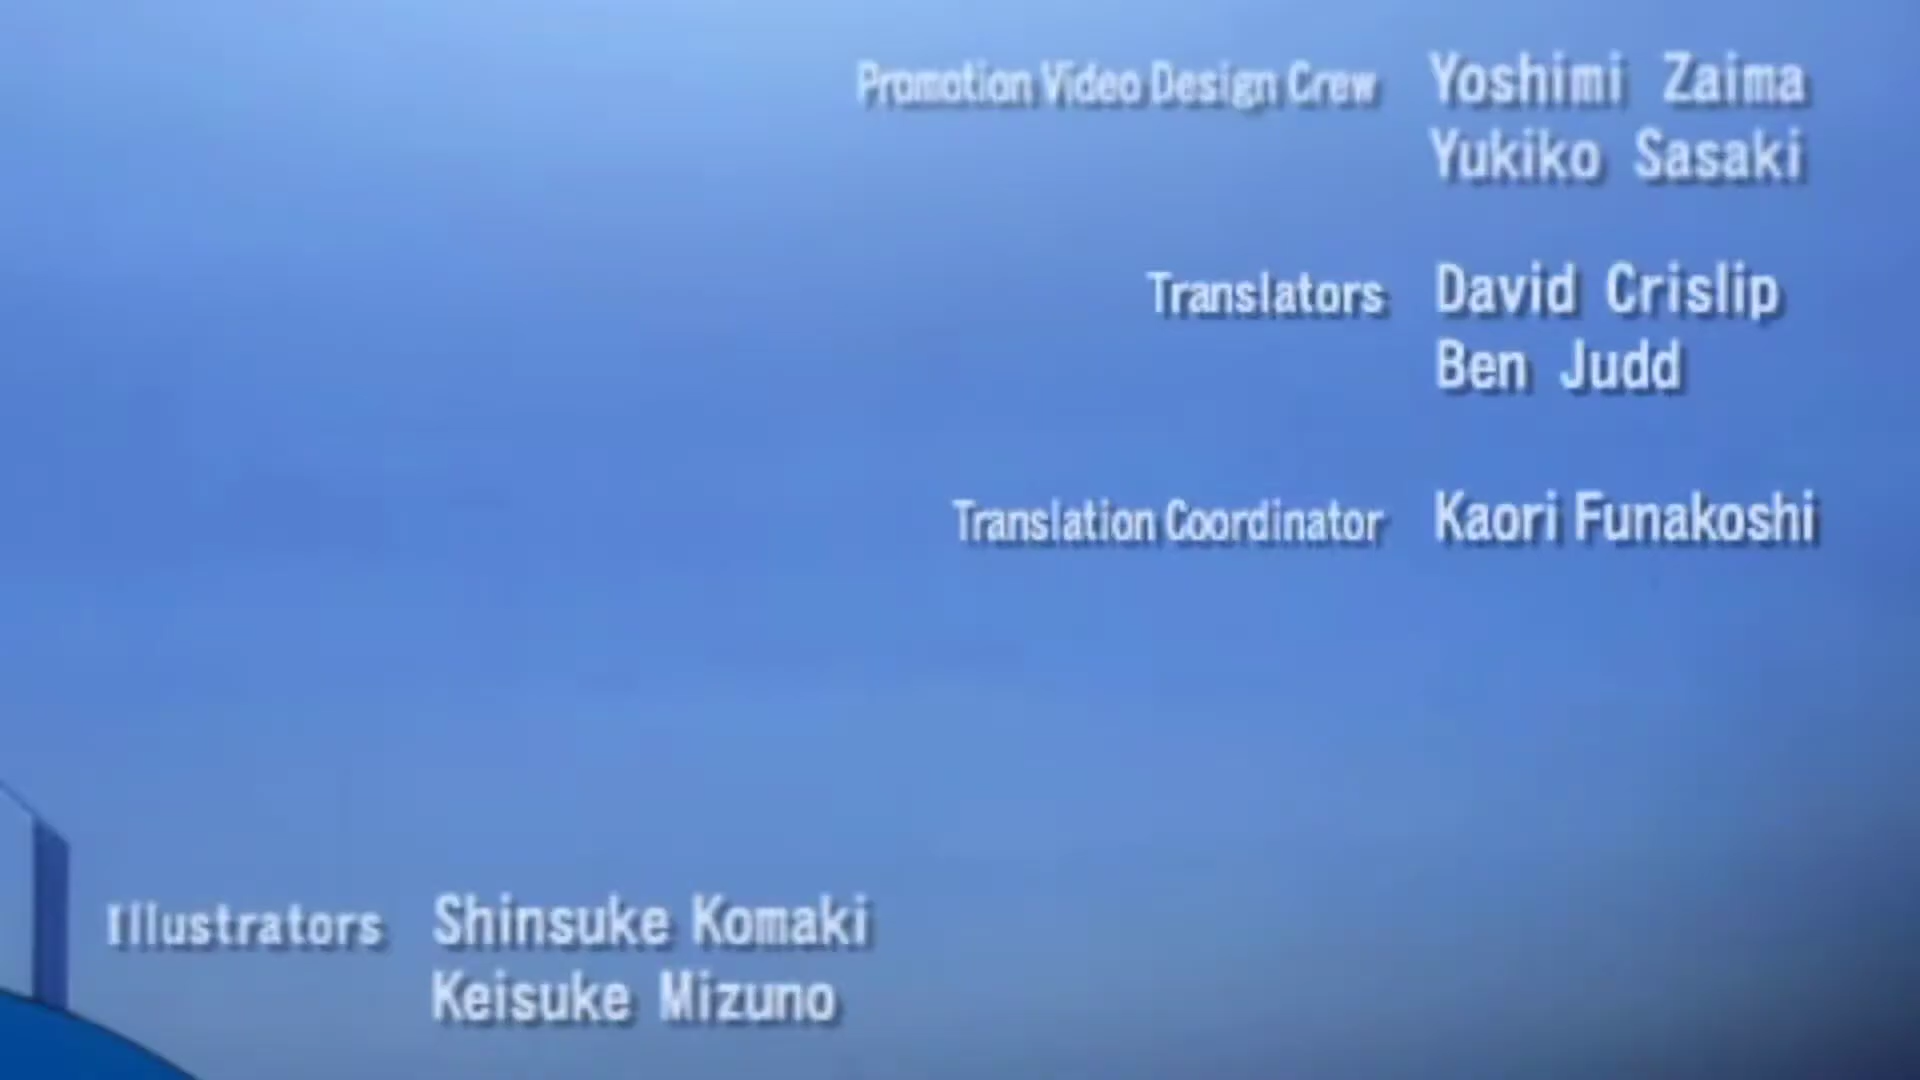 Promotion Video Design Crew Yoshimi Zaima
Yukiko Sasaki
Translators David Crislip
Ben Judd
Translation Coordinator Kaori Funakoshi
Illustrators Shinsuke Komaki
Keisuke Mizuno